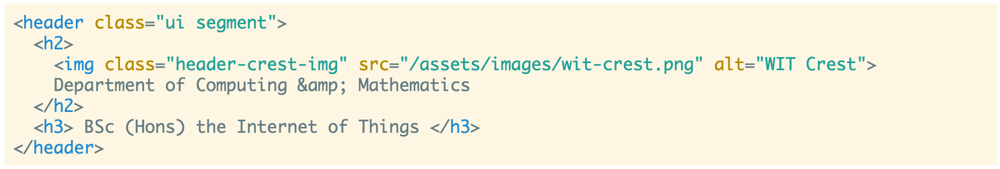 <header class="ui segment">
  <h2>
    <img class="header-crest-img" src="/assets/images/wit-crest.png" alt="WIT Crest">
    Department of Computing &amp; Mathematics
  </h2>
  <h3> BSc (Hons) the Internet of Things </h3>
</header>